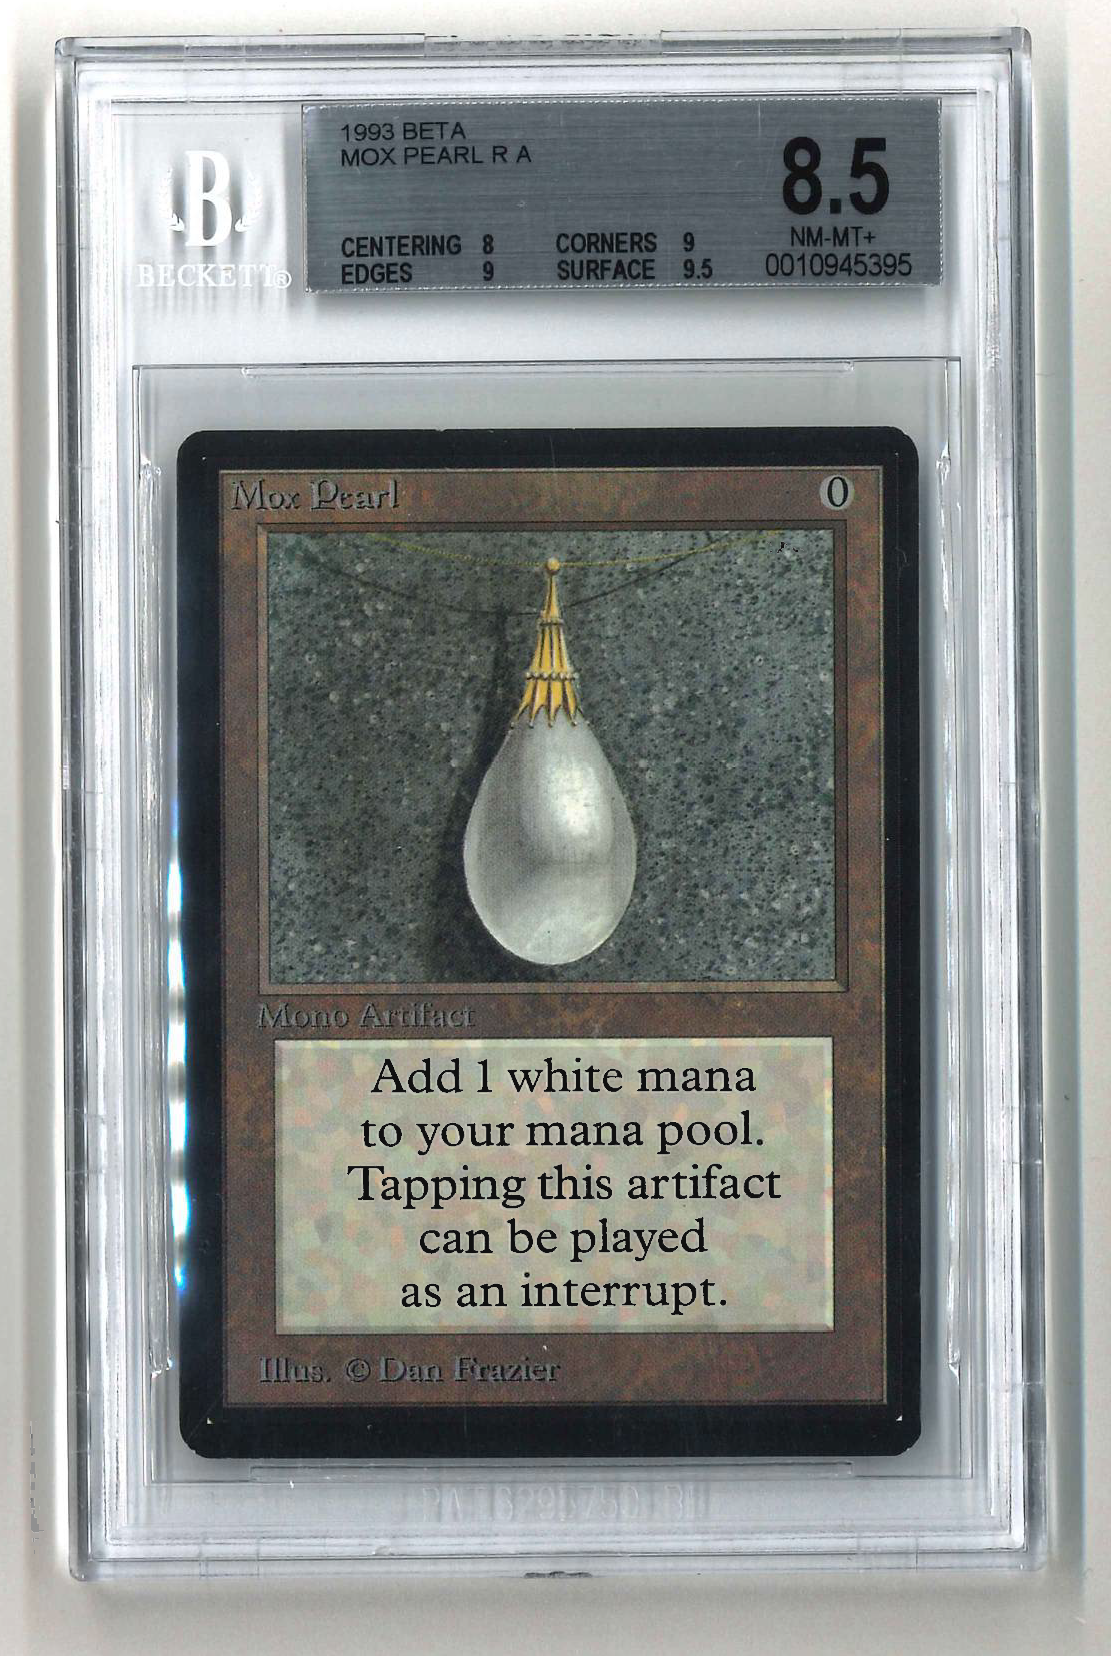 1993 BETA
MOX PEARL R A
8.5
CENTERING 8 CORNERS 9 NM-MT+
EDGES 9 SURFACE 9.5 0010945395
B
BECKETT®
Mox Pearl 0
Mono Artifact
Add 1 white mana
to your mana pool.
Tapping this artifact
can be played
as an interrupt.
Illus. © Dan Frazier